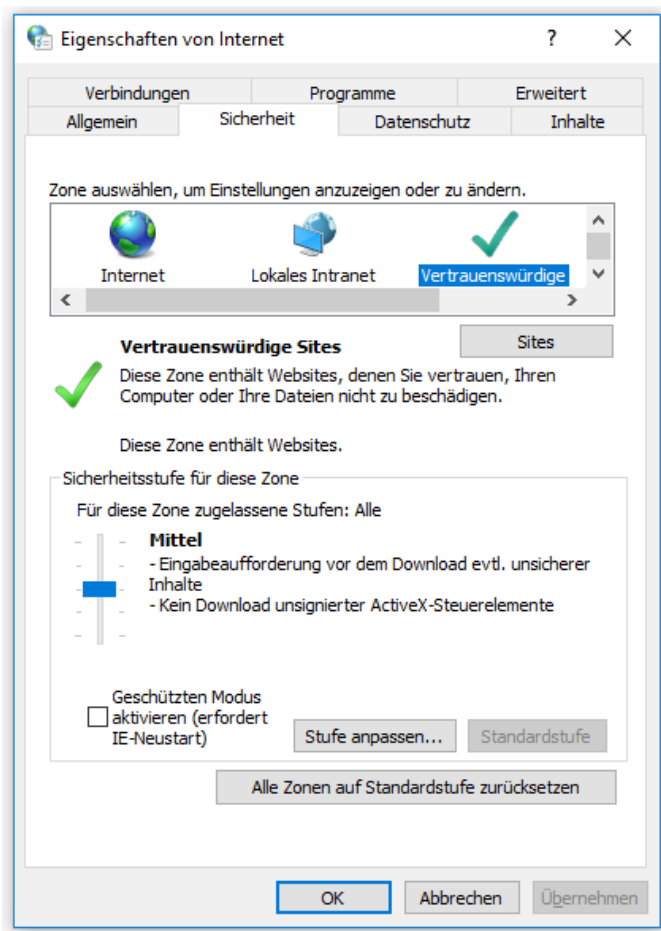 Eigenschaften von Internet
Verbindungen Programme Erweitert
Allgemein Sicherheit Datenschutz Inhalte
Zone auswählen, um Einstellungen anzuzeigen oder zu ändern.
Internet Lokales Intranet Vertrauenswürdige
Vertrauenswürdige Sites
Sites
Diese Zone enthält Websites, denen Sie vertrauen, Ihren
Computer oder Ihre Dateien nicht zu beschädigen.
Diese Zone enthält Websites.
Sicherheitsstufe für diese Zone
Für diese Zone zugelassene Stufen: Alle
Mittel
- Eingabeaufforderung vor dem Download evtl. unsicherer
Inhalte
- Kein Download unsignierter ActiveX-Steuerelemente
Geschützten Modus
aktivieren (erfordert
IE-Neustart)
Stufe anpassen... Standardstufe
Alle Zonen auf Standardstufe zurücksetzen
OK Abbrechen Übernehmen